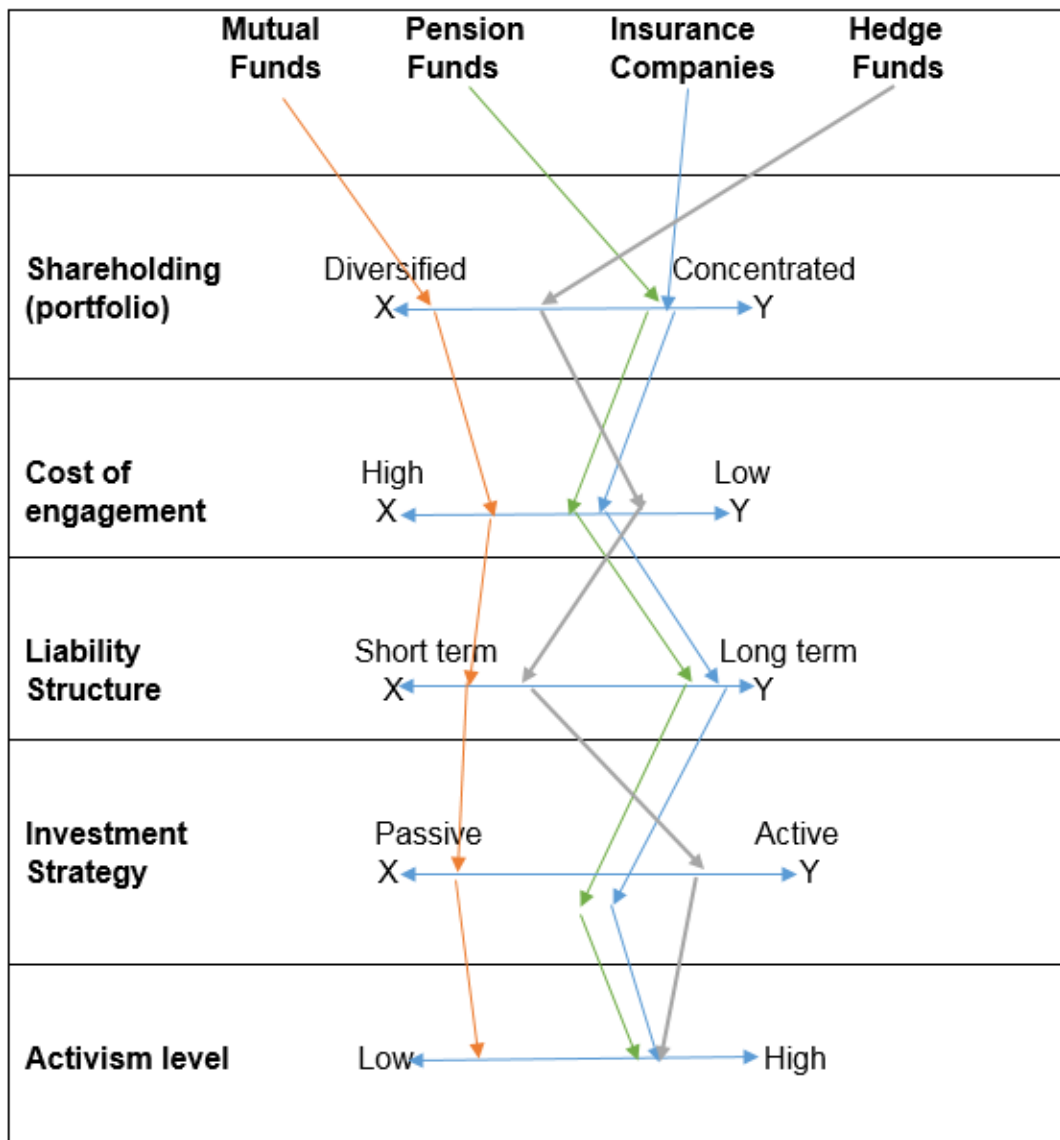 Mutual Funds
Pension Funds
Insurance Companies
Hedge Funds
Shareholding
(portfolio)
Diversified
Concentrated
X
Y
Cost of
engagement
High
Low
X
Y
Liability
Structure
Short term
Long term
X
Y
Investment
Strategy
Passive
Active
X
Y
Activism level
Low
High